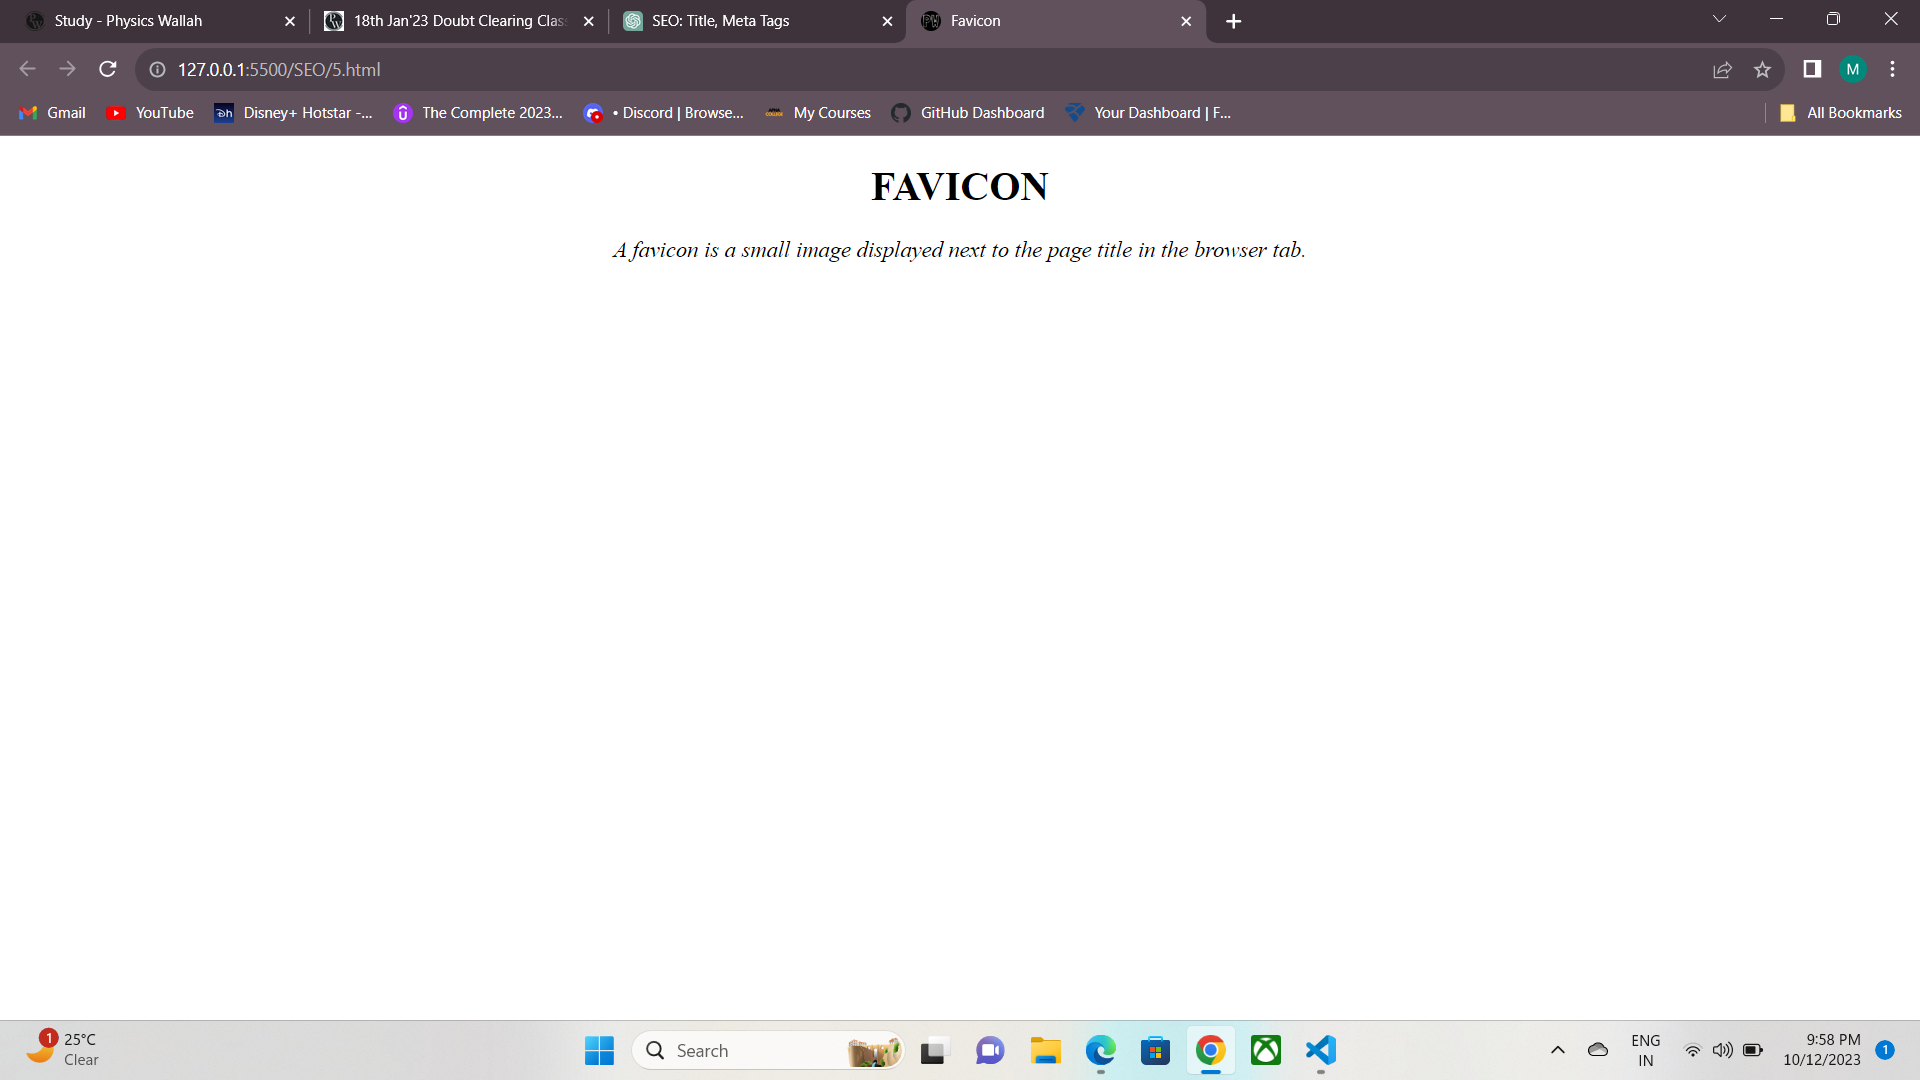 Study - Physics Wallah
18th Jan'23 Doubt Clearing Clas
SEO: Title, Meta Tags
Favicon
127.0.0.1:5500/SEO/5.html
M
Gmail
YouTube
Disney+ Hotstar -...
The Complete 2023...
• Discord | Browse...
My Courses
GitHub Dashboard
Your Dashboard | F...
All Bookmarks
FAVICON
A favicon is a small image displayed next to the page title in the browser tab.
1
25°C
Clear
Search
ENG
IN
9:58 PM
10/12/2023
1